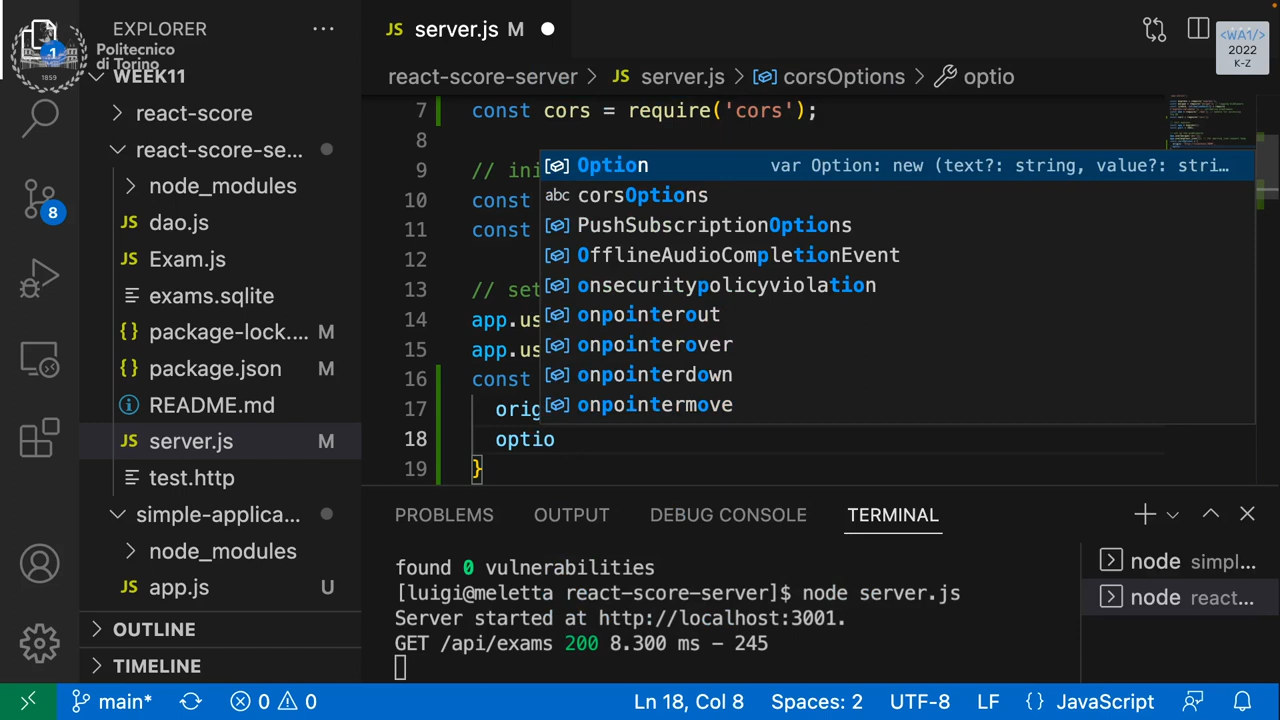 EXPLORER
Politecnico
di Torino
1859
1
WEEK11
react-score
react-score-se...
node_modules
dao.js
Exam.js
exams.sqlite
package-lock.... M
package.json M
README.md
JS server.js M
test.http
simple-applica...
node_modules
JS app.js U
OUTLINE
TIMELINE
8
JS server.js M
<WA1/>
2022
K-Z
react-score-server > JS server.js > corsOptions > optio
7 const cors = require('cors');
8
9 // ini
10 const
11 const
12
13 // set
14 app.us
15 app.us
16 const
17 orig
18 optio
19 }
Option var Option: new (text?: string, value?: stri...
abc corsOptions
PushSubscriptionOptions
OfflineAudioCompletionEvent
onsecuritypolicyviolation
onpointerout
onpointerover
onpointerdown
onpointermove
PROBLEMS OUTPUT DEBUG CONSOLE TERMINAL
found 0 vulnerabilities
[luigi@meletta react-score-server]$ node server.js
Server started at http://localhost:3001.
GET /api/exams 200 8.300 ms - 245
node simpl...
node react...
main* 0 0 Ln 18, Col 8 Spaces: 2 UTF-8 LF {} JavaScript